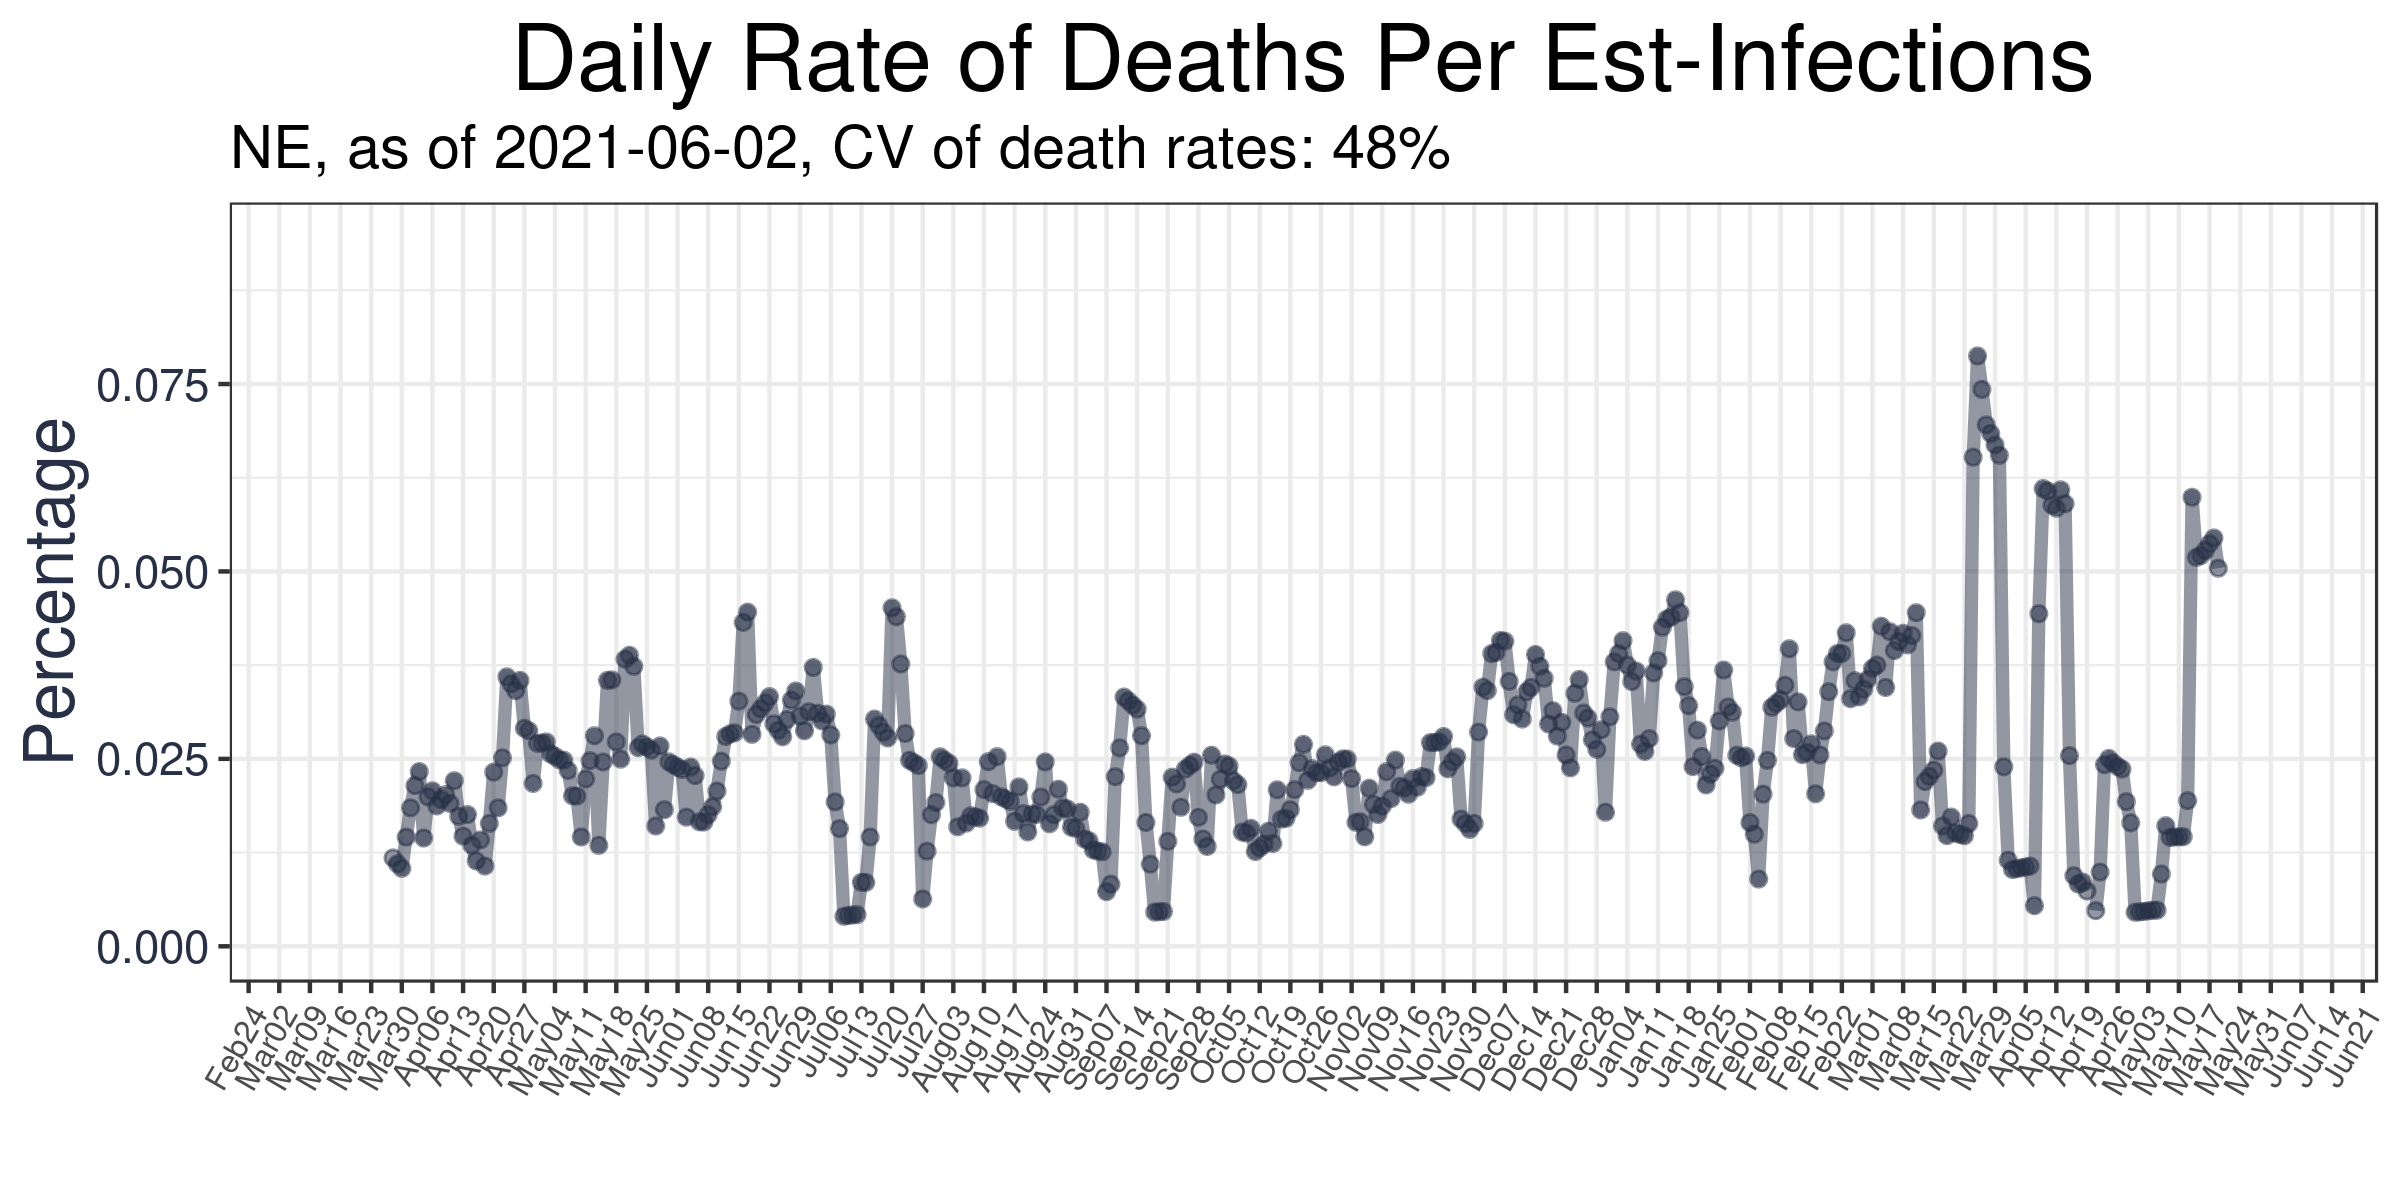 Daily Rate of Deaths Per Est-Infections
NE, as of 2021-06-02, CV of death rates: 48%
Percentage
0.075
0.050
0.025
0.000
Feb24
Mar02
Mar09
Mar16
Mar23
Mar30
Apr06
Apr13
Apr20
Apr27
May04
May11
May18
May25
Jun01
Jun08
Jun15
Jun22
Jun29
Jul06
Jul13
Jul20
Jul27
Aug03
Aug10
Aug17
Aug24
Aug31
Sep07
Sep14
Sep21
Sep28
Oct05
Oct12
Oct19
Oct26
Nov02
Nov09
Nov16
Nov23
Nov30
Dec07
Dec14
Dec21
Dec28
Jan04
Jan11
Jan18
Jan25
Feb01
Feb08
Feb15
Feb22
Mar01
Mar08
Mar15
Mar22
Mar29
Apr05
Apr12
Apr19
Apr26
May03
May10
May17
May24
May31
Jun07
Jun14
Jun21